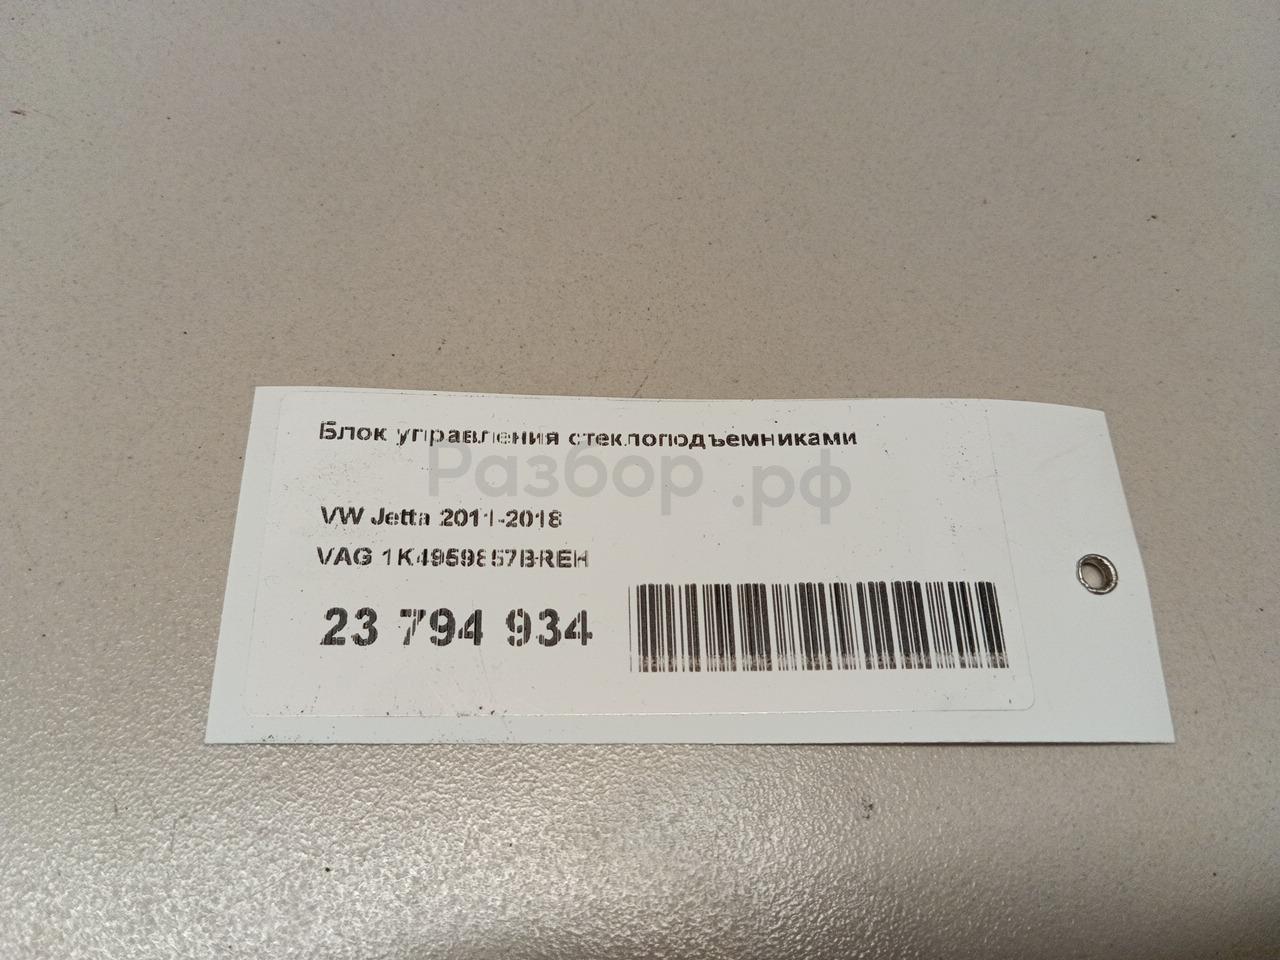 Блок управления стеклоподъемниками
Разбор.рф
VW Jetta 2011-2018
VAG 1K4959857BREH
23 794 934